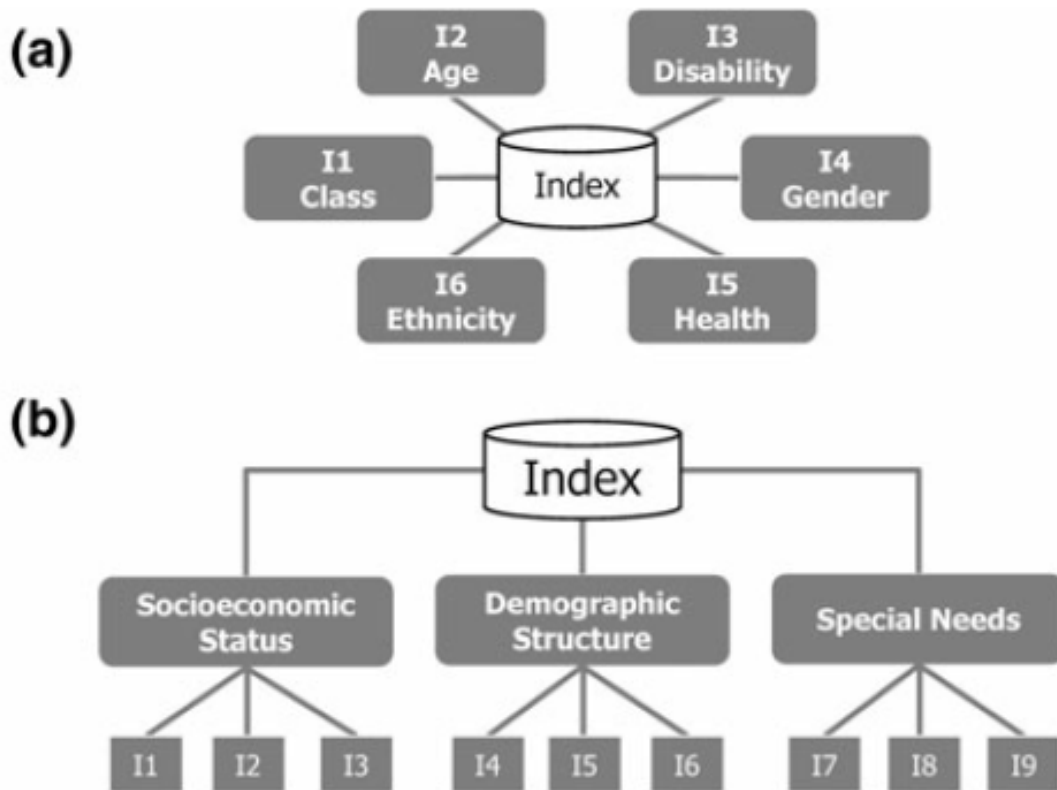 (a)
I2
Age
I3
Disability
I1
Class
Index
I4
Gender
I6
Ethnicity
I5
Health
(b)
Index
Socioeconomic
Status
Demographic
Structure
Special Needs
I1 I2 I3 I4 I5 I6 I7 I8 I9